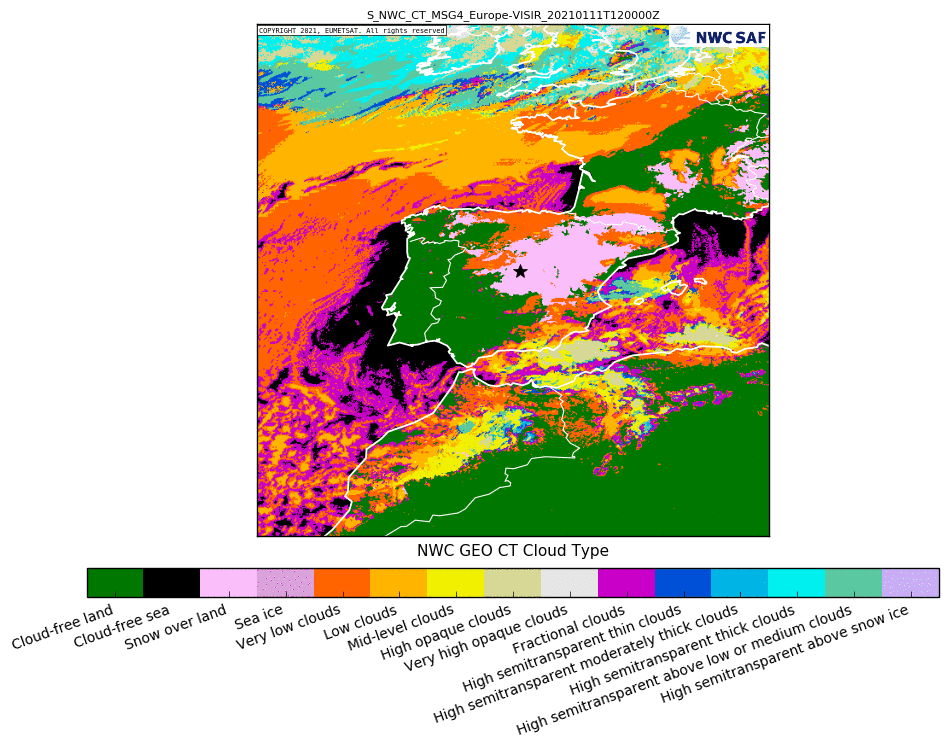 S_NWC_CT_MSG4_Europe-VISIR_20210111T120000Z
COPYRIGHT 2021, EUMETSAT. All rights reserved
NWC SAF
NWC GEO CT Cloud Type
Cloud-free land
Cloud-free sea
Snow over land
Sea ice
Very low clouds
Low clouds
Mid-level clouds
High opaque clouds
Very high opaque clouds
Fractional clouds
High semitransparent thin clouds
High semitransparent moderately thick clouds
High semitransparent thick clouds
High semitransparent above low or medium clouds
High semitransparent above snow ice